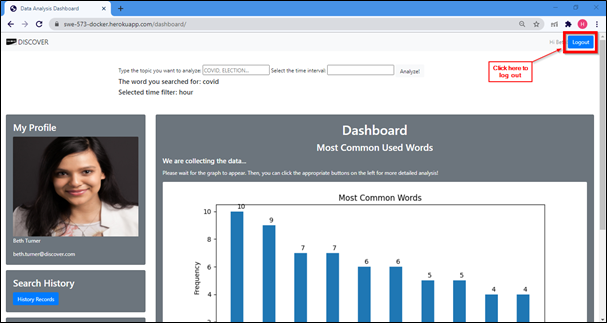 Data Analysis Dashboard
swe-573-docker.herokuapp.com/dashboard/
DISCOVER
Logout
Click here to
log out
Type the topic you want to analyze: COVID, ELECTION... Select the time interval: Analyze!
The word you searched for: covid
Selected time filter: hour
My Profile
Beth Turner
beth.turner@discover.com
Search History
History Records
Dashboard
Most Common Used Words
We are collecting the data...
Please wait for the graph to appear. Then, you can click the appropriate buttons on the left for more detailed analysis!
Most Common Words
10
9
7
7
6
6
5
5
4
4
Frequency
10
8
6
4
2